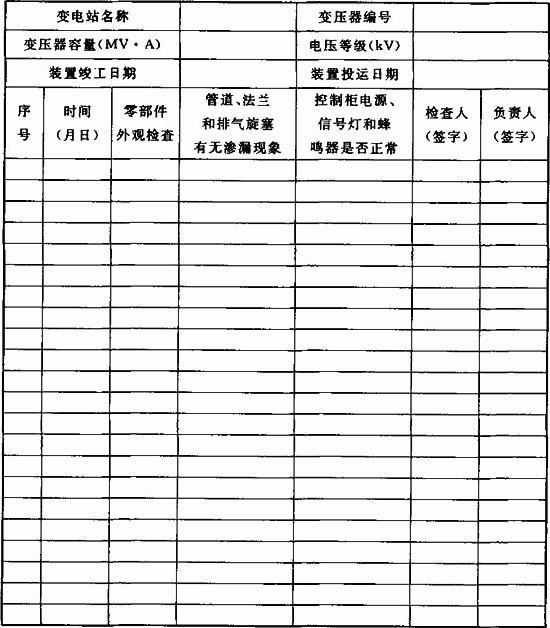 变电站名称 变压器编号
变压器容量(MV·A) 电压等级(kV)
装置竣工日期 装置投运日期
序号
时间
(月日)
零部件
外观检查
管道、法兰
和排气旋塞
有无渗漏现象
控制柜电源、
信号灯和蜂
鸣器是否正常
检查人
(签字)
负责人
(签字)